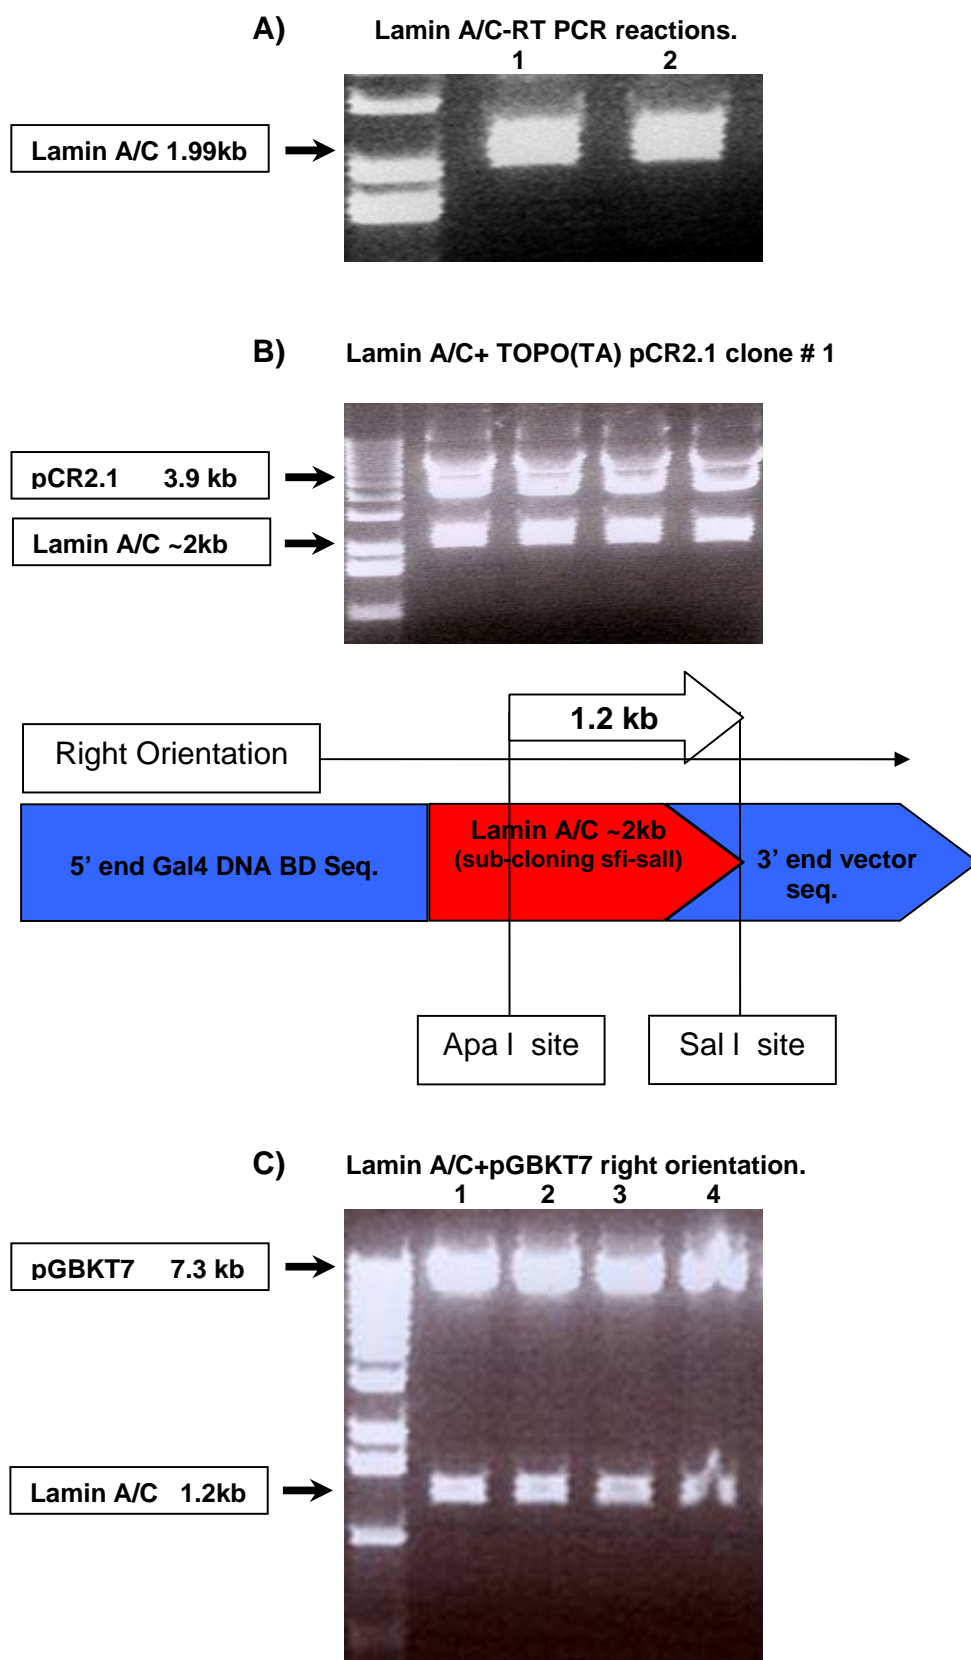 A) Lamin A/C-RT PCR reactions.
1 2
Lamin A/C 1.99kb
B) Lamin A/C+ TOPO(TA) pCR2.1 clone # 1
pCR2.1 3.9 kb
Lamin A/C ~2kb
1.2 kb
Right Orientation
5' end Gal4 DNA BD Seq.
Lamin A/C ~2kb
(sub-cloning sfi-salI)
3' end vector
seq.
Apa I site
Sal I site
C) Lamin A/C+pGBKT7 right orientation.
1 2 3 4
pGBKT7 7.3 kb
Lamin A/C 1.2kb